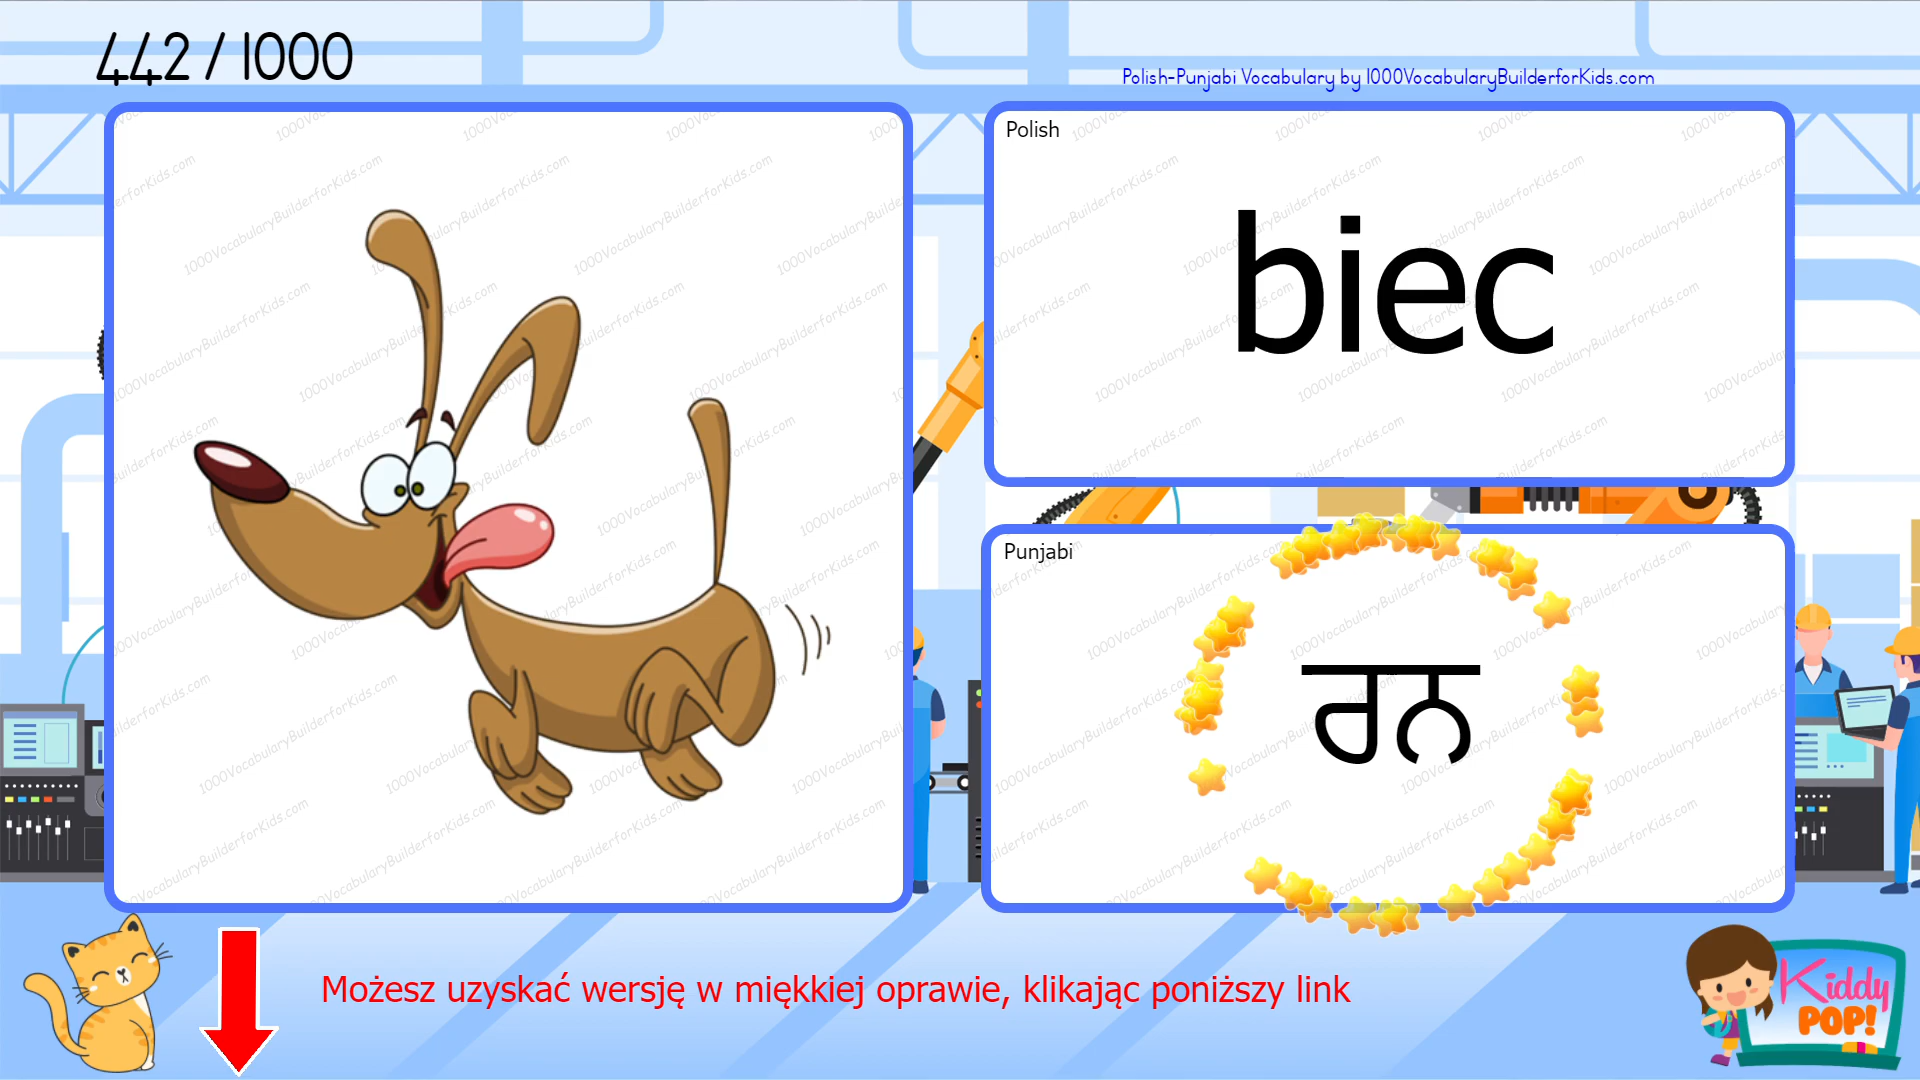 442 / 1000
Polish-Punjabi Vocabulary by 1000VocabularyBuilderforKids.com
Polish
biec
Punjabi
ਰਨ
Możesz uzyskać wersję w miękkiej oprawie, klikając poniższy link
Kiddy
POP!